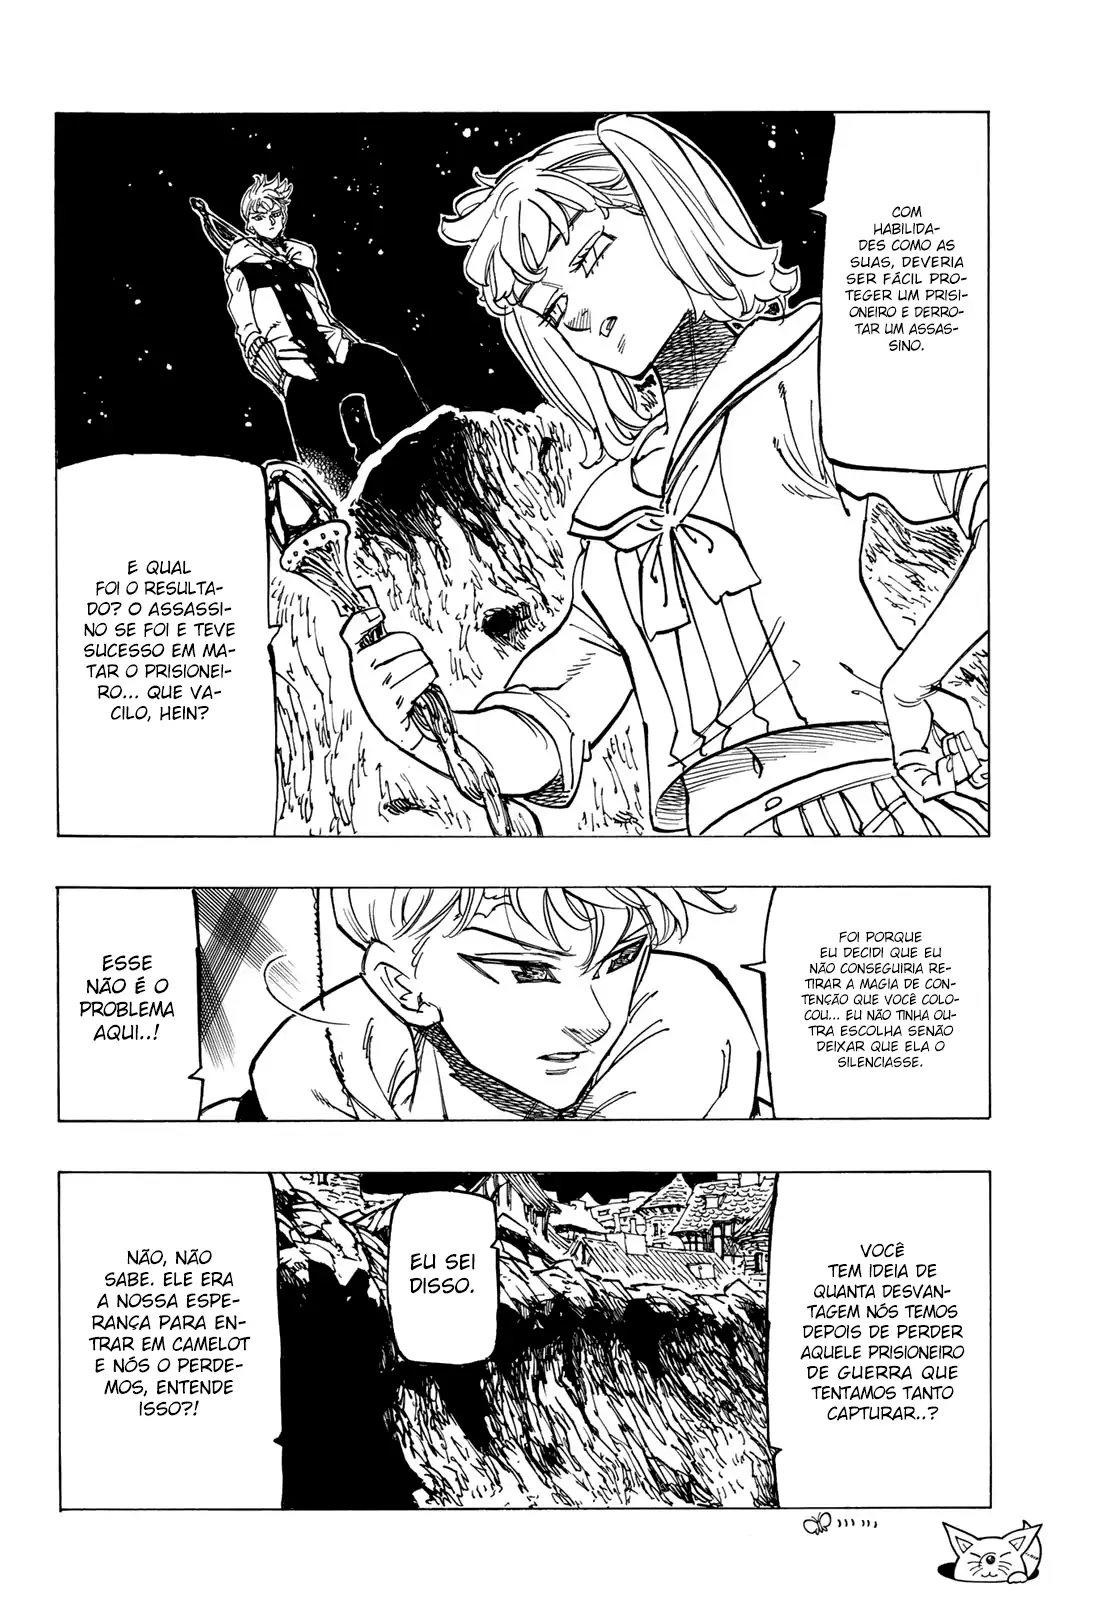 COM
HABILIDA-
DES COMO AS
SUAS, DEVERIA
SER FÁCIL PRO-
TEGER UM PRISI-
ONEIRO E DERRO-
TAR UM ASSAS-
SINO.
E QUAL
FOI O RESULTA-
DO? O ASSASSI-
NO SE FOI E TEVE
SUCESSO EM MA-
TAR O PRISIONEI-
RO... QUE VA-
CILO, HEIN?
FOI PORQUE
EU DECIDI QUE EU
NÃO CONSEGUIRIA RE-
TIRAR A MAGIA DE CON-
TENÇÃO QUE VOCÊ COLO-
COU... EU NÃO TINHA OU-
TRA ESCOLHA SENÃO
DEIXAR QUE ELA O
SILENCIASSE.
ESSE
NÃO É O
PROBLEMA
AQUI..!
VOCÊ
TEM IDEIA DE
QUANTA DESVAN-
TAGEM NÓS TEMOS
DEPOIS DE PERDER
AQUELE PRISIONEIRO
DE GUERRA QUE
TENTAMOS TANTO
CAPTURAR..?
EU SEI
DISSO.
NÃO, NÃO
SABE. ELE ERA
A NOSSA ESPE-
RANÇA PARA EN-
TRAR EM CAMELOT
E NÓS O PERDE-
MOS, ENTENDE
ISSO?!